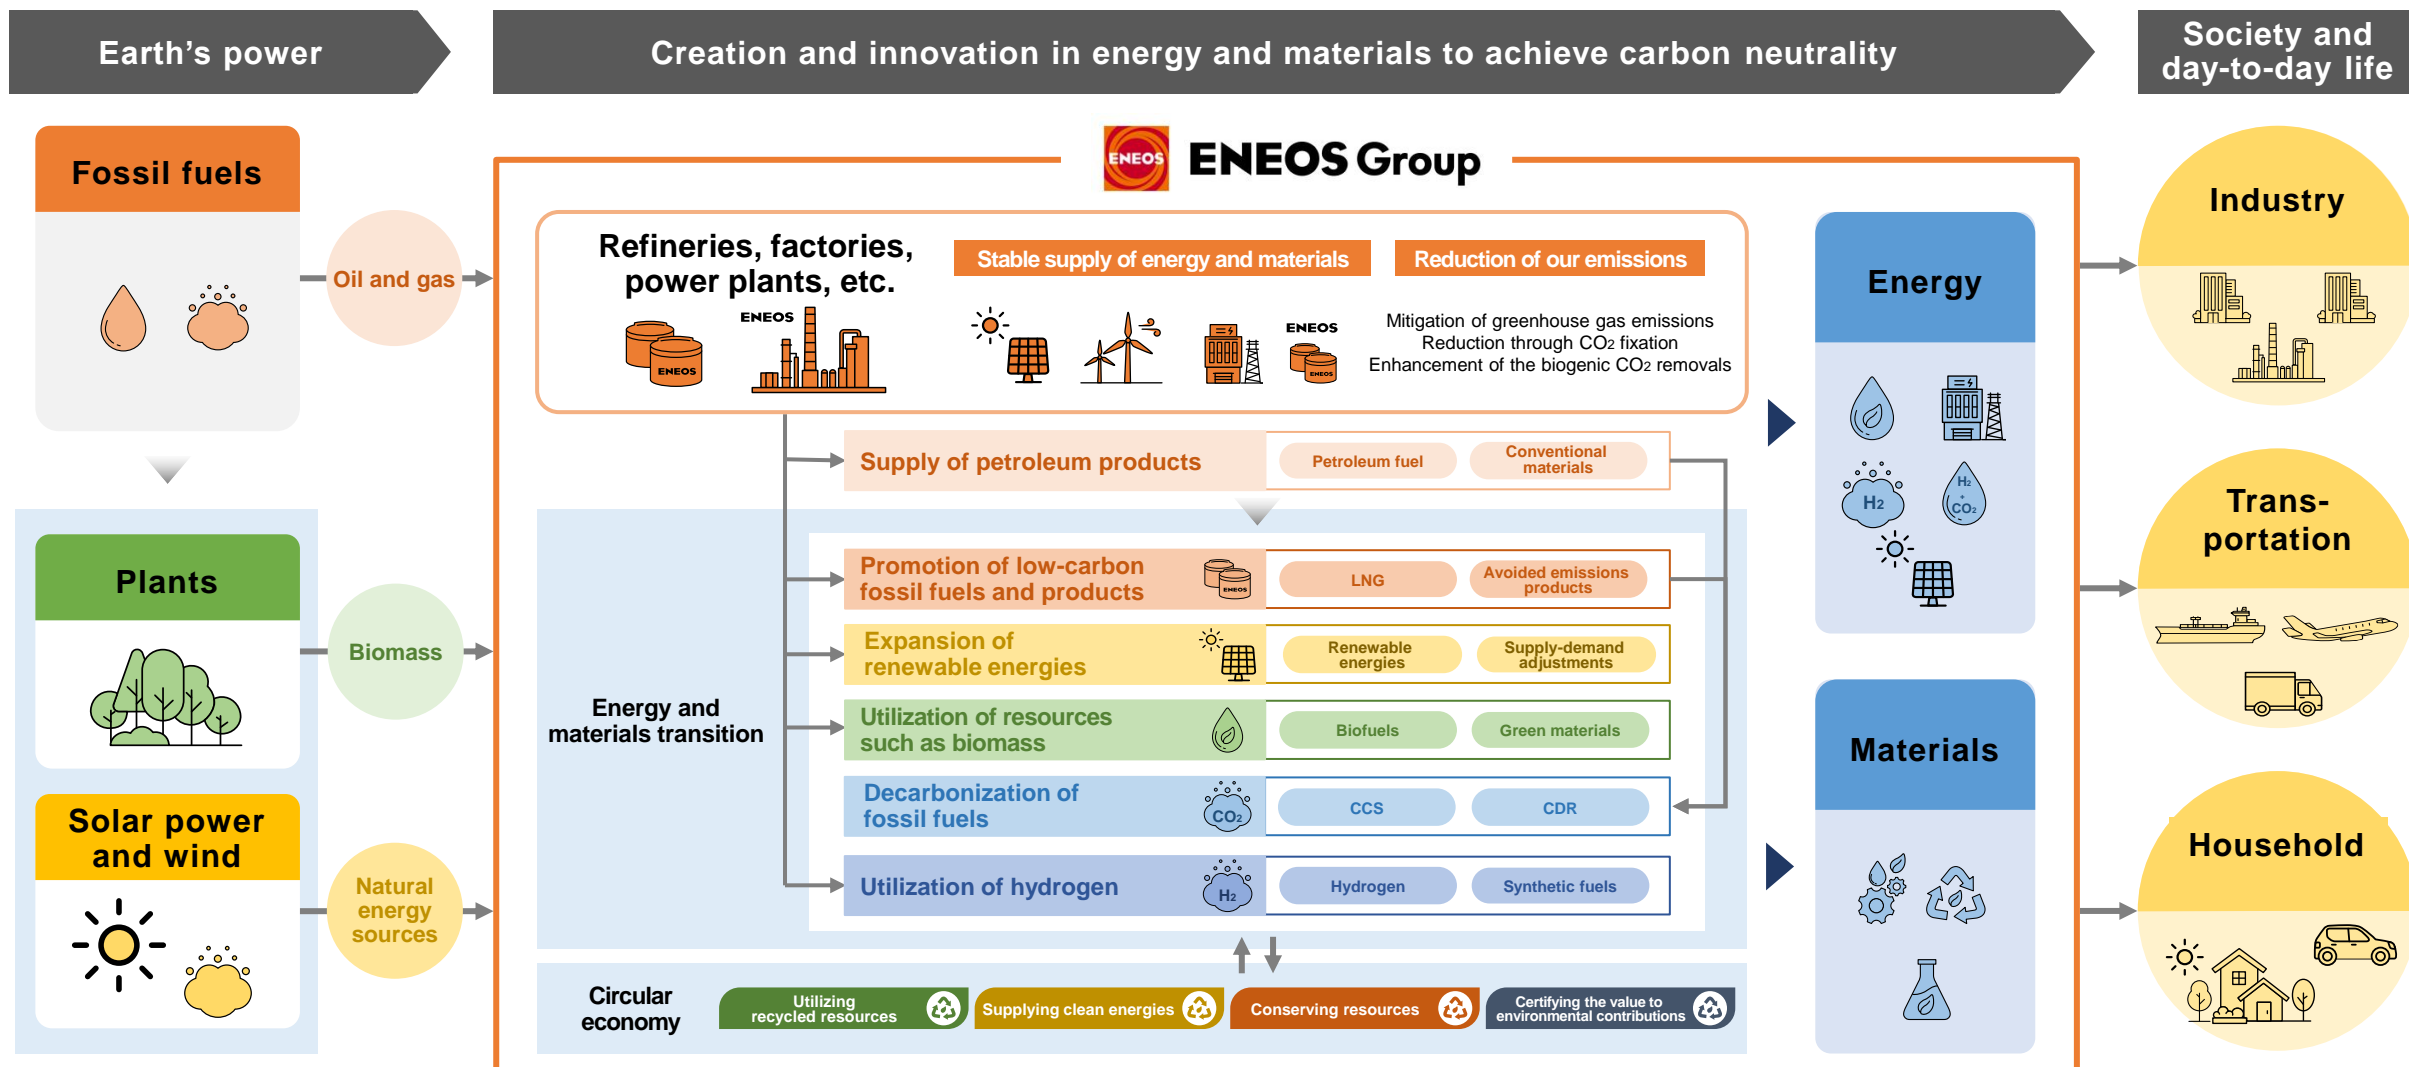 Earth's power
Creation and innovation in energy and materials to achieve carbon neutrality
Society and
day-to-day life
Fossil fuels
Oil and gas
Plants
Biomass
Solar power
and wind
Natural
energy
sources
ENEOS
ENEOS Group
Refineries, factories,
power plants, etc.
ENEOS
ENEOS
Stable supply of energy and materials
ENEOS
ENEOS
Reduction of our emissions
Mitigation of greenhouse gas emissions
Reduction through CO2 fixation
Enhancement of the biogenic CO2 removals
Supply of petroleum products
Petroleum fuel
Conventional
materials
Energy and
materials transition
Promotion of low-carbon
fossil fuels and products
ENEOS
LNG
Avoided emissions
products
Expansion of
renewable energies
Renewable
energies
Supply-demand
adjustments
Utilization of resources
such as biomass
Biofuels
Green materials
Decarbonization of
fossil fuels
CO2
CCS
CDR
Utilization of hydrogen
H2
Hydrogen
Synthetic fuels
Circular
economy
Utilizing
recycled resources
Supplying clean energies
Conserving resources
Certifying the value to
environmental contributions
Energy
H2
H2
+
CO2
Materials
Industry
Trans-
portation
Household